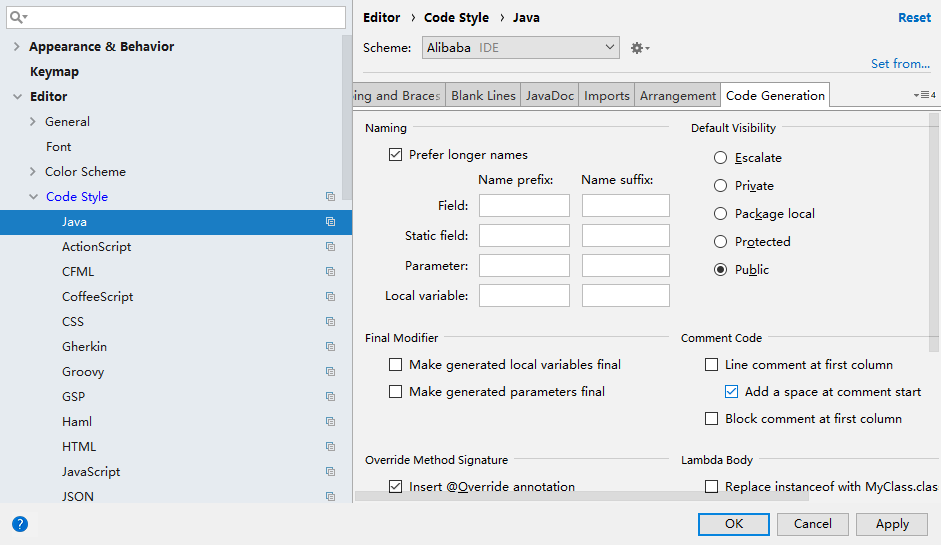 Appearance & Behavior
Keymap
Editor
General
Font
Color Scheme
Code Style
Java
ActionScript
CFML
CoffeeScript
CSS
Gherkin
Groovy
GSP
Haml
HTML
JavaScript
JSON
?
Editor › Code Style › Java
Reset
Scheme: Alibaba IDE
Set from...
ing and Braces
Blank Lines
JavaDoc
Imports
Arrangement
Code Generation
4
Naming
Prefer longer names
Name prefix: Name suffix:
Field:
Static field:
Parameter:
Local variable:
Default Visibility
Escalate
Private
Package local
Protected
Public
Final Modifier
Make generated local variables final
Make generated parameters final
Comment Code
Line comment at first column
Add a space at comment start
Block comment at first column
Override Method Signature
Insert @Override annotation
Lambda Body
Replace instanceof with MyClass.clas
OK
Cancel
Apply